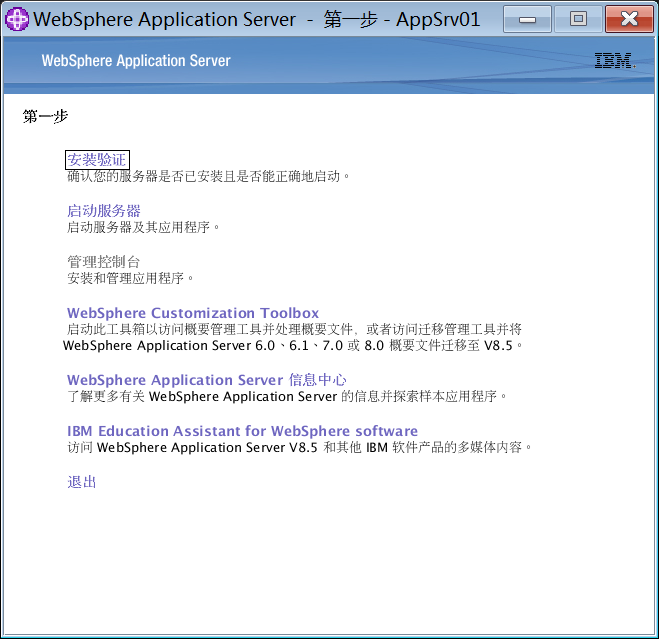 WebSphere Application Server - 第一步 - AppSrv01
WebSphere Application Server
IBM.
第一步
安装验证
确认您的服务器是否已安装且是否能正确地启动。
启动服务器
启动服务器及其应用程序。
管理控制台
安装和管理应用程序。
WebSphere Customization Toolbox
启动此工具箱以访问概要管理工具并处理概要文件，或者访问迁移管理工具并将
WebSphere Application Server 6.0、6.1、7.0 或 8.0 概要文件迁移至 V8.5。
WebSphere Application Server 信息中心
了解更多有关 WebSphere Application Server 的信息并探索样本应用程序。
IBM Education Assistant for WebSphere software
访问 WebSphere Application Server V8.5 和其他 IBM 软件产品的多媒体内容。
退出